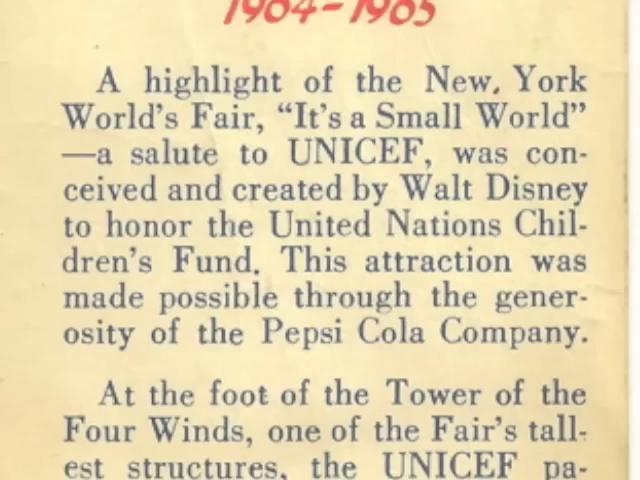 1964-1965
A highlight of the New York
World's Fair, "It's a Small World"
—a salute to UNICEF, was con-
ceived and created by Walt Disney
to honor the United Nations Chil-
dren's Fund. This attraction was
made possible through the gener-
osity of the Pepsi Cola Company.
At the foot of the Tower of the
Four Winds, one of the Fair's tall-
est structures, the UNICEF pa-